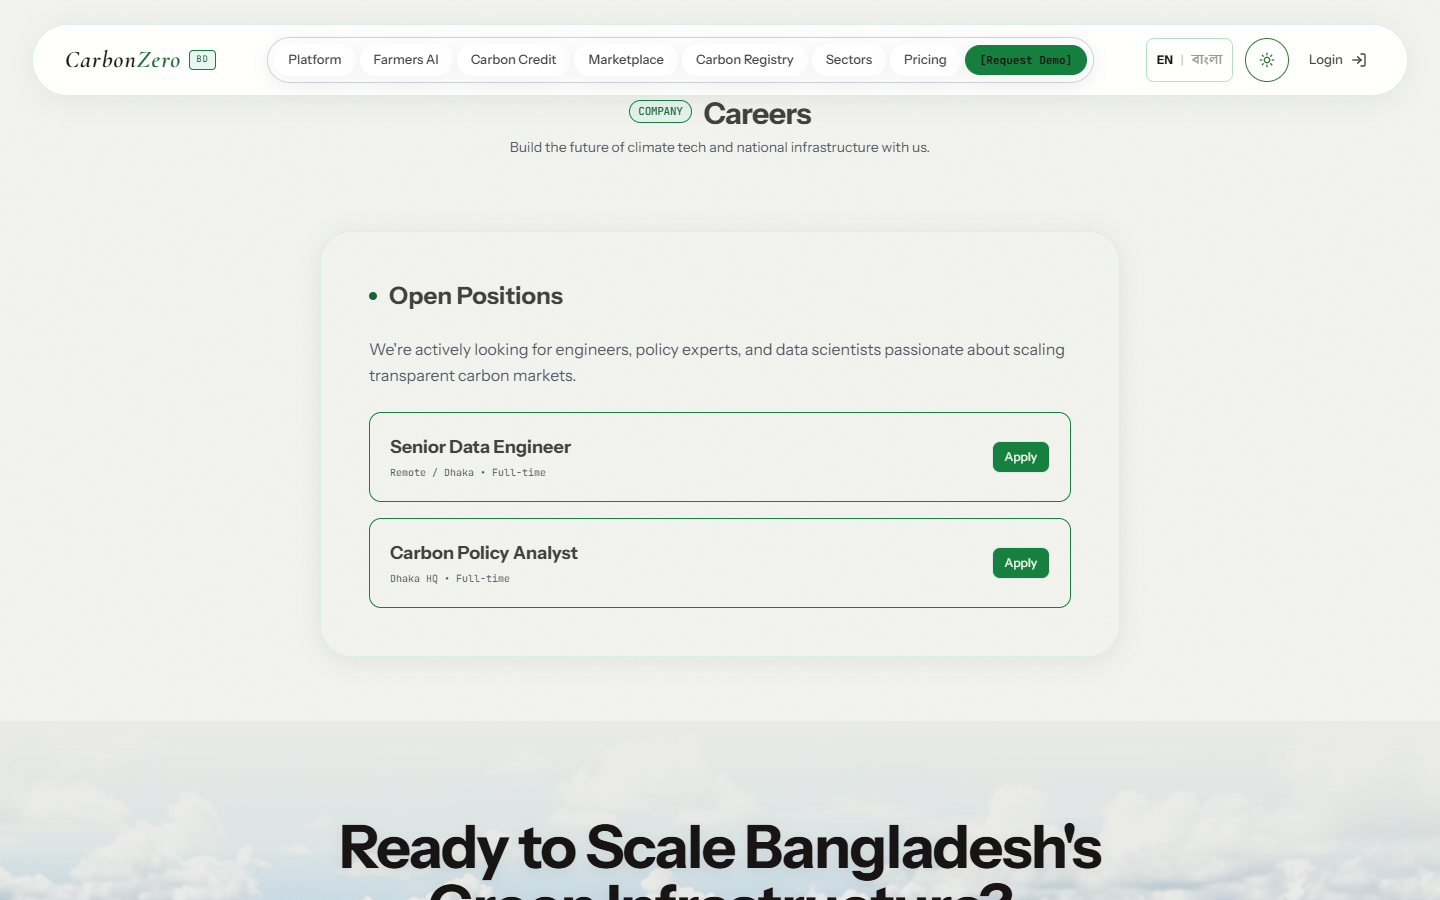 CarbonZero BD
Platform
Farmers AI
Carbon Credit
Marketplace
Carbon Registry
Sectors
Pricing
[Request Demo]
EN | বাংলা
Login
COMPANY
Careers
Build the future of climate tech and national infrastructure with us.
Open Positions
We're actively looking for engineers, policy experts, and data scientists passionate about scaling
transparent carbon markets.
Senior Data Engineer
Remote / Dhaka • Full-time
Apply
Carbon Policy Analyst
Dhaka HQ • Full-time
Apply
Ready to Scale Bangladesh's
Green Infrastructure?